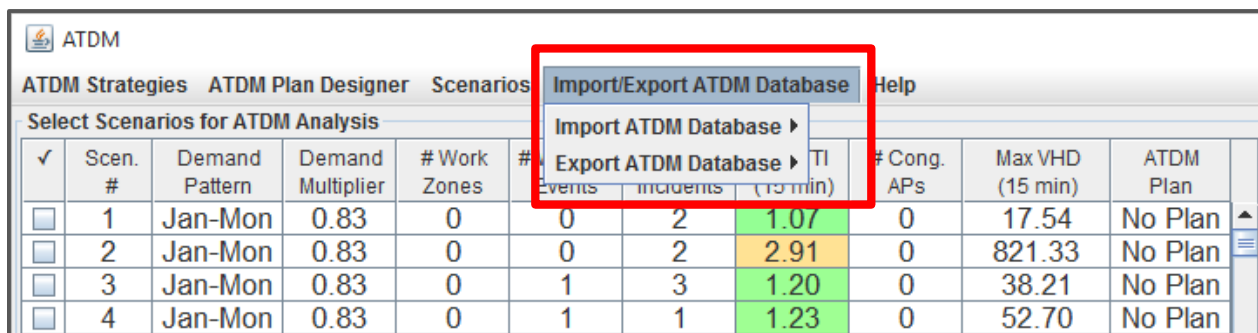 ATDM
ATDM Strategies ATDM Plan Designer Scenarios Import/Export ATDM Database Help
Select Scenarios for ATDM Analysis
Import ATDM Database
Export ATDM Database
✓ Scen. Demand Demand # Work # TI # Cong. Max VHD ATDM
# Pattern Multiplier Zones Events Incidents (15 min) APs (15 min) Plan
1 Jan-Mon 0.83 0 0 2 1.07 0 17.54 No Plan
2 Jan-Mon 0.83 0 0 2 2.91 0 821.33 No Plan
3 Jan-Mon 0.83 0 1 3 1.20 0 38.21 No Plan
4 Jan-Mon 0.83 0 1 1 1.23 0 52.70 No Plan